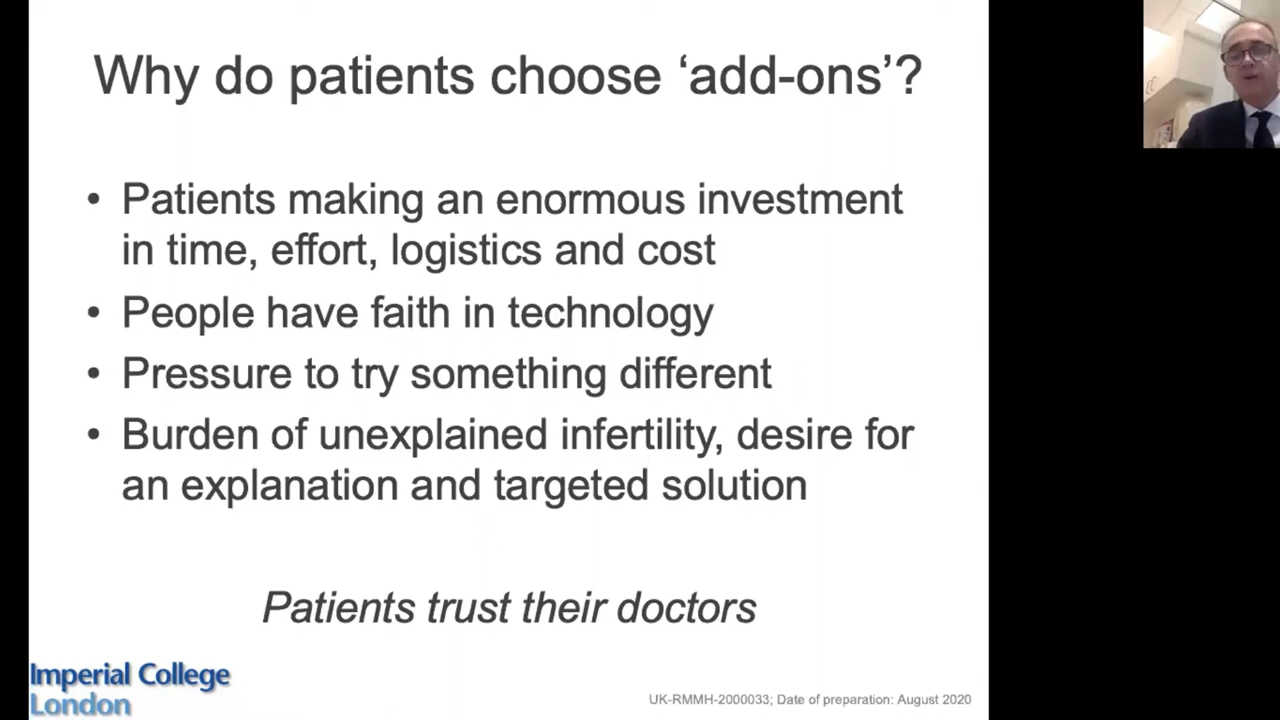 Why do patients choose ‘add-ons’?
• Patients making an enormous investment
in time, effort, logistics and cost
• People have faith in technology
• Pressure to try something different
• Burden of unexplained infertility, desire for
an explanation and targeted solution
Patients trust their doctors
Imperial College
London
UK-RMMH-2000033; Date of preparation: August 2020